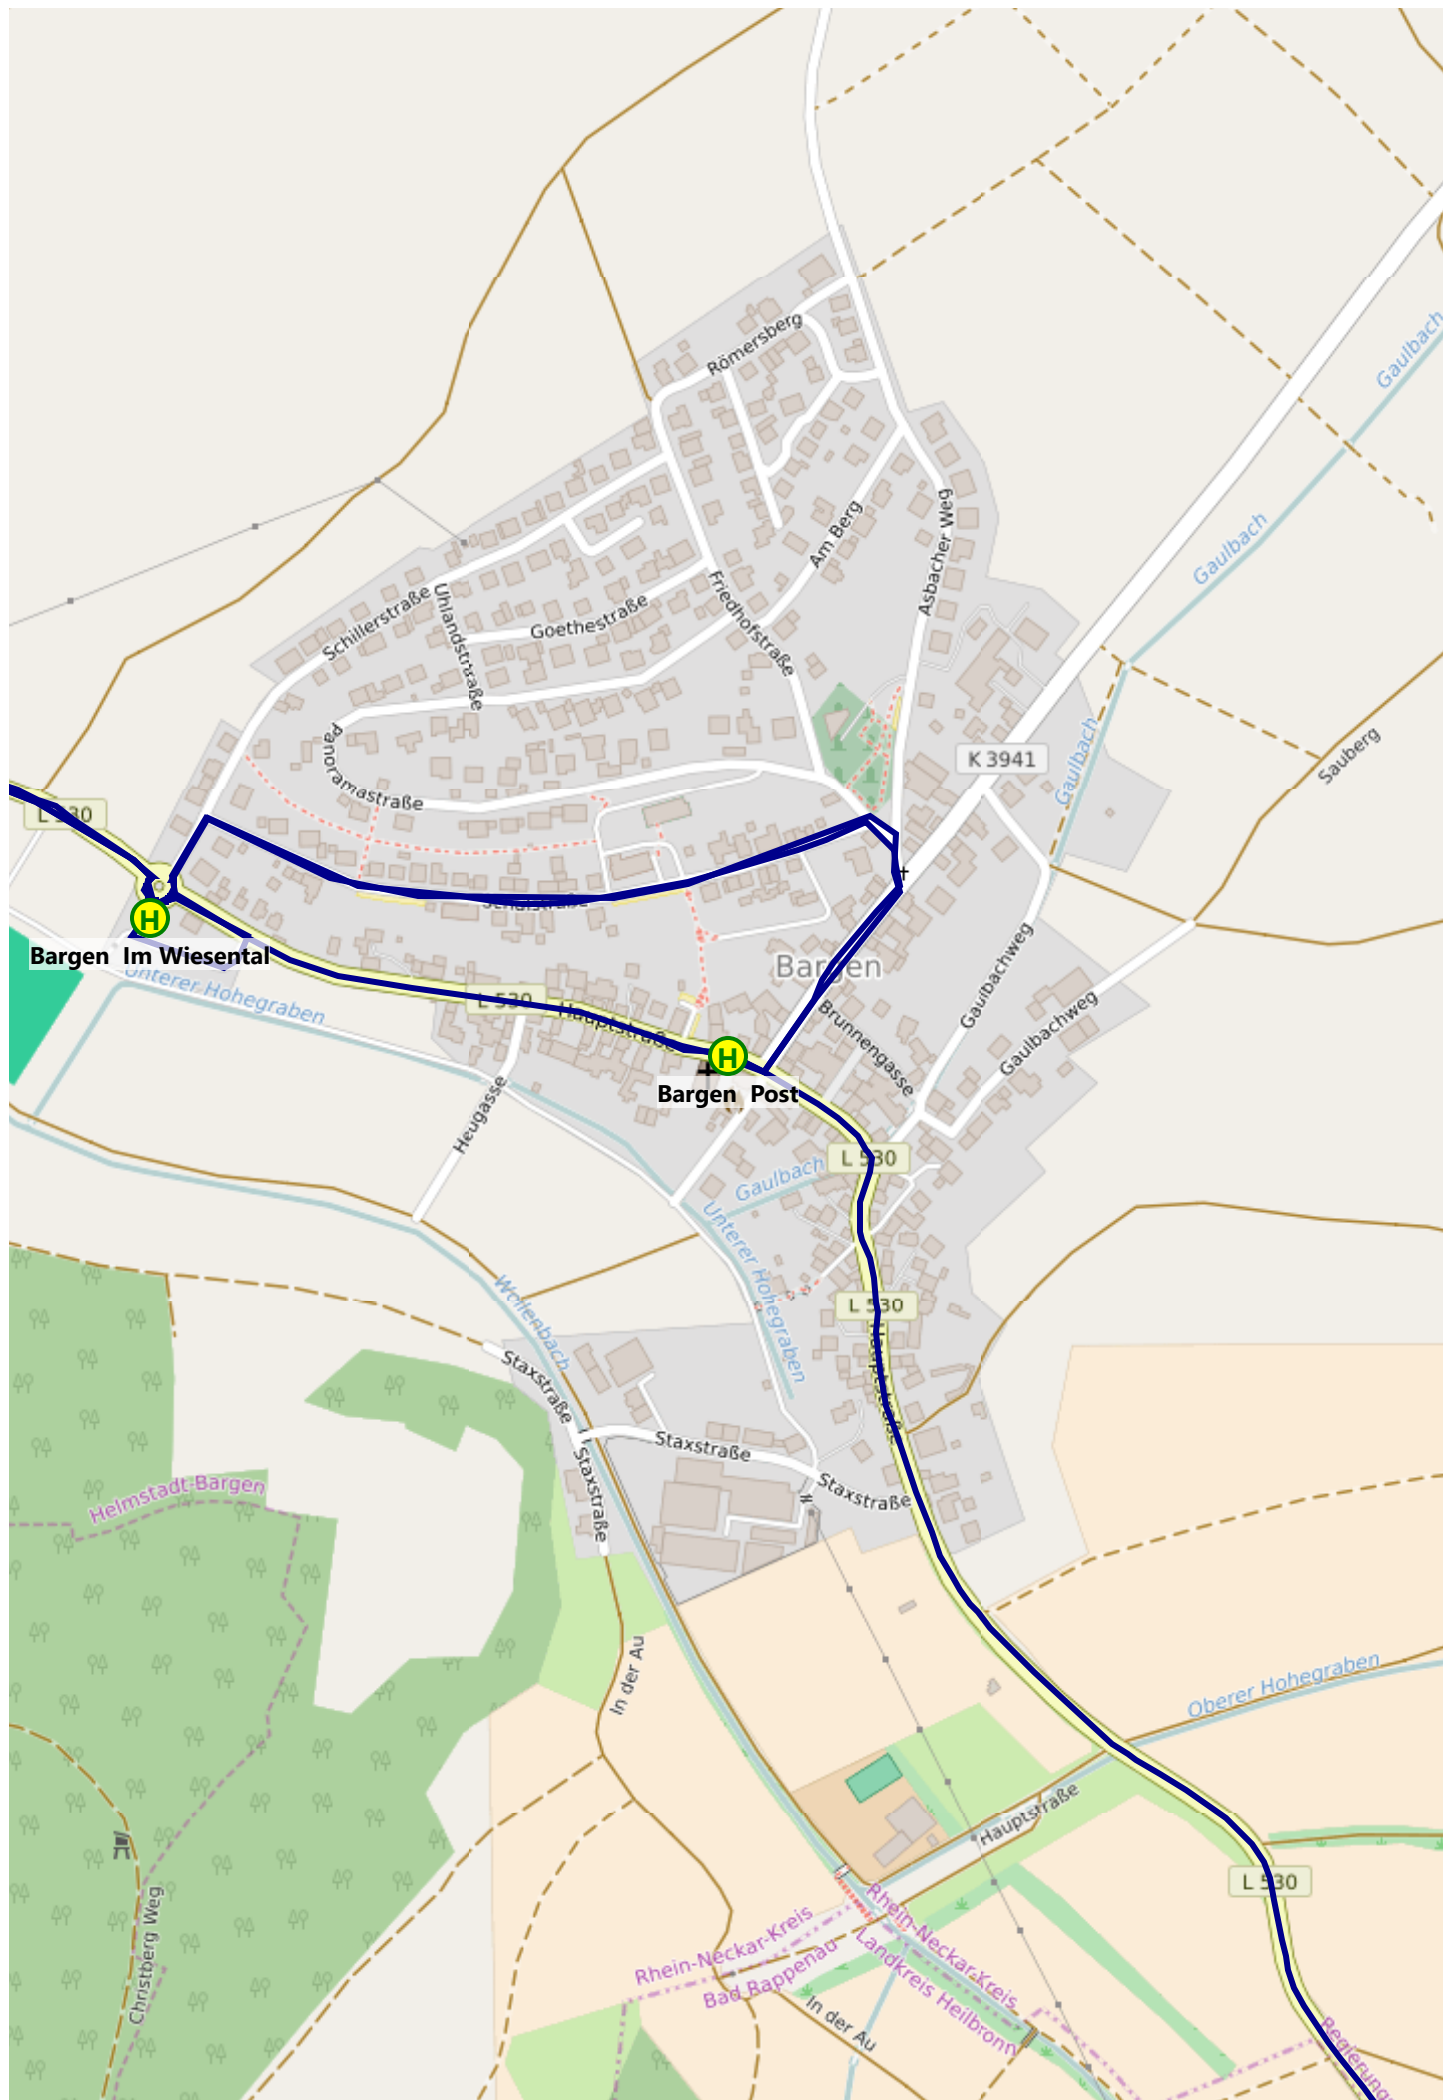 Römersberg
Gaulbach
Am Berg
Asbacher Weg
Gaulbach
Schillerstraße
Uhlandstraße
Goethestraße
Friedhofstraße
Panoramastraße
K 3941
Gaulbach
Sauberg
L 530
Schulstraße
H
Bargen Im Wiesental
Bargen
Unterer Hohegraben
L 530
Hauptstraße
Brunnengasse
Gaulbachweg
Gaulbachweg
H
Bargen Post
Heugasse
L 530
Gaulbach
Unterer Hohegraben
Wollenbach
L 530
Hauptstraße
Staxstraße
Staxstraße
Staxstraße
Staxstraße
Helmstadt-Bargen
In der Au
Oberer Hohegraben
Hauptstraße
L 530
Christberg Weg
Rhein-Neckar-Kreis
Bad Rappenau
Rhein-Neckar-Kreis
Landkreis Heilbronn
In der Au